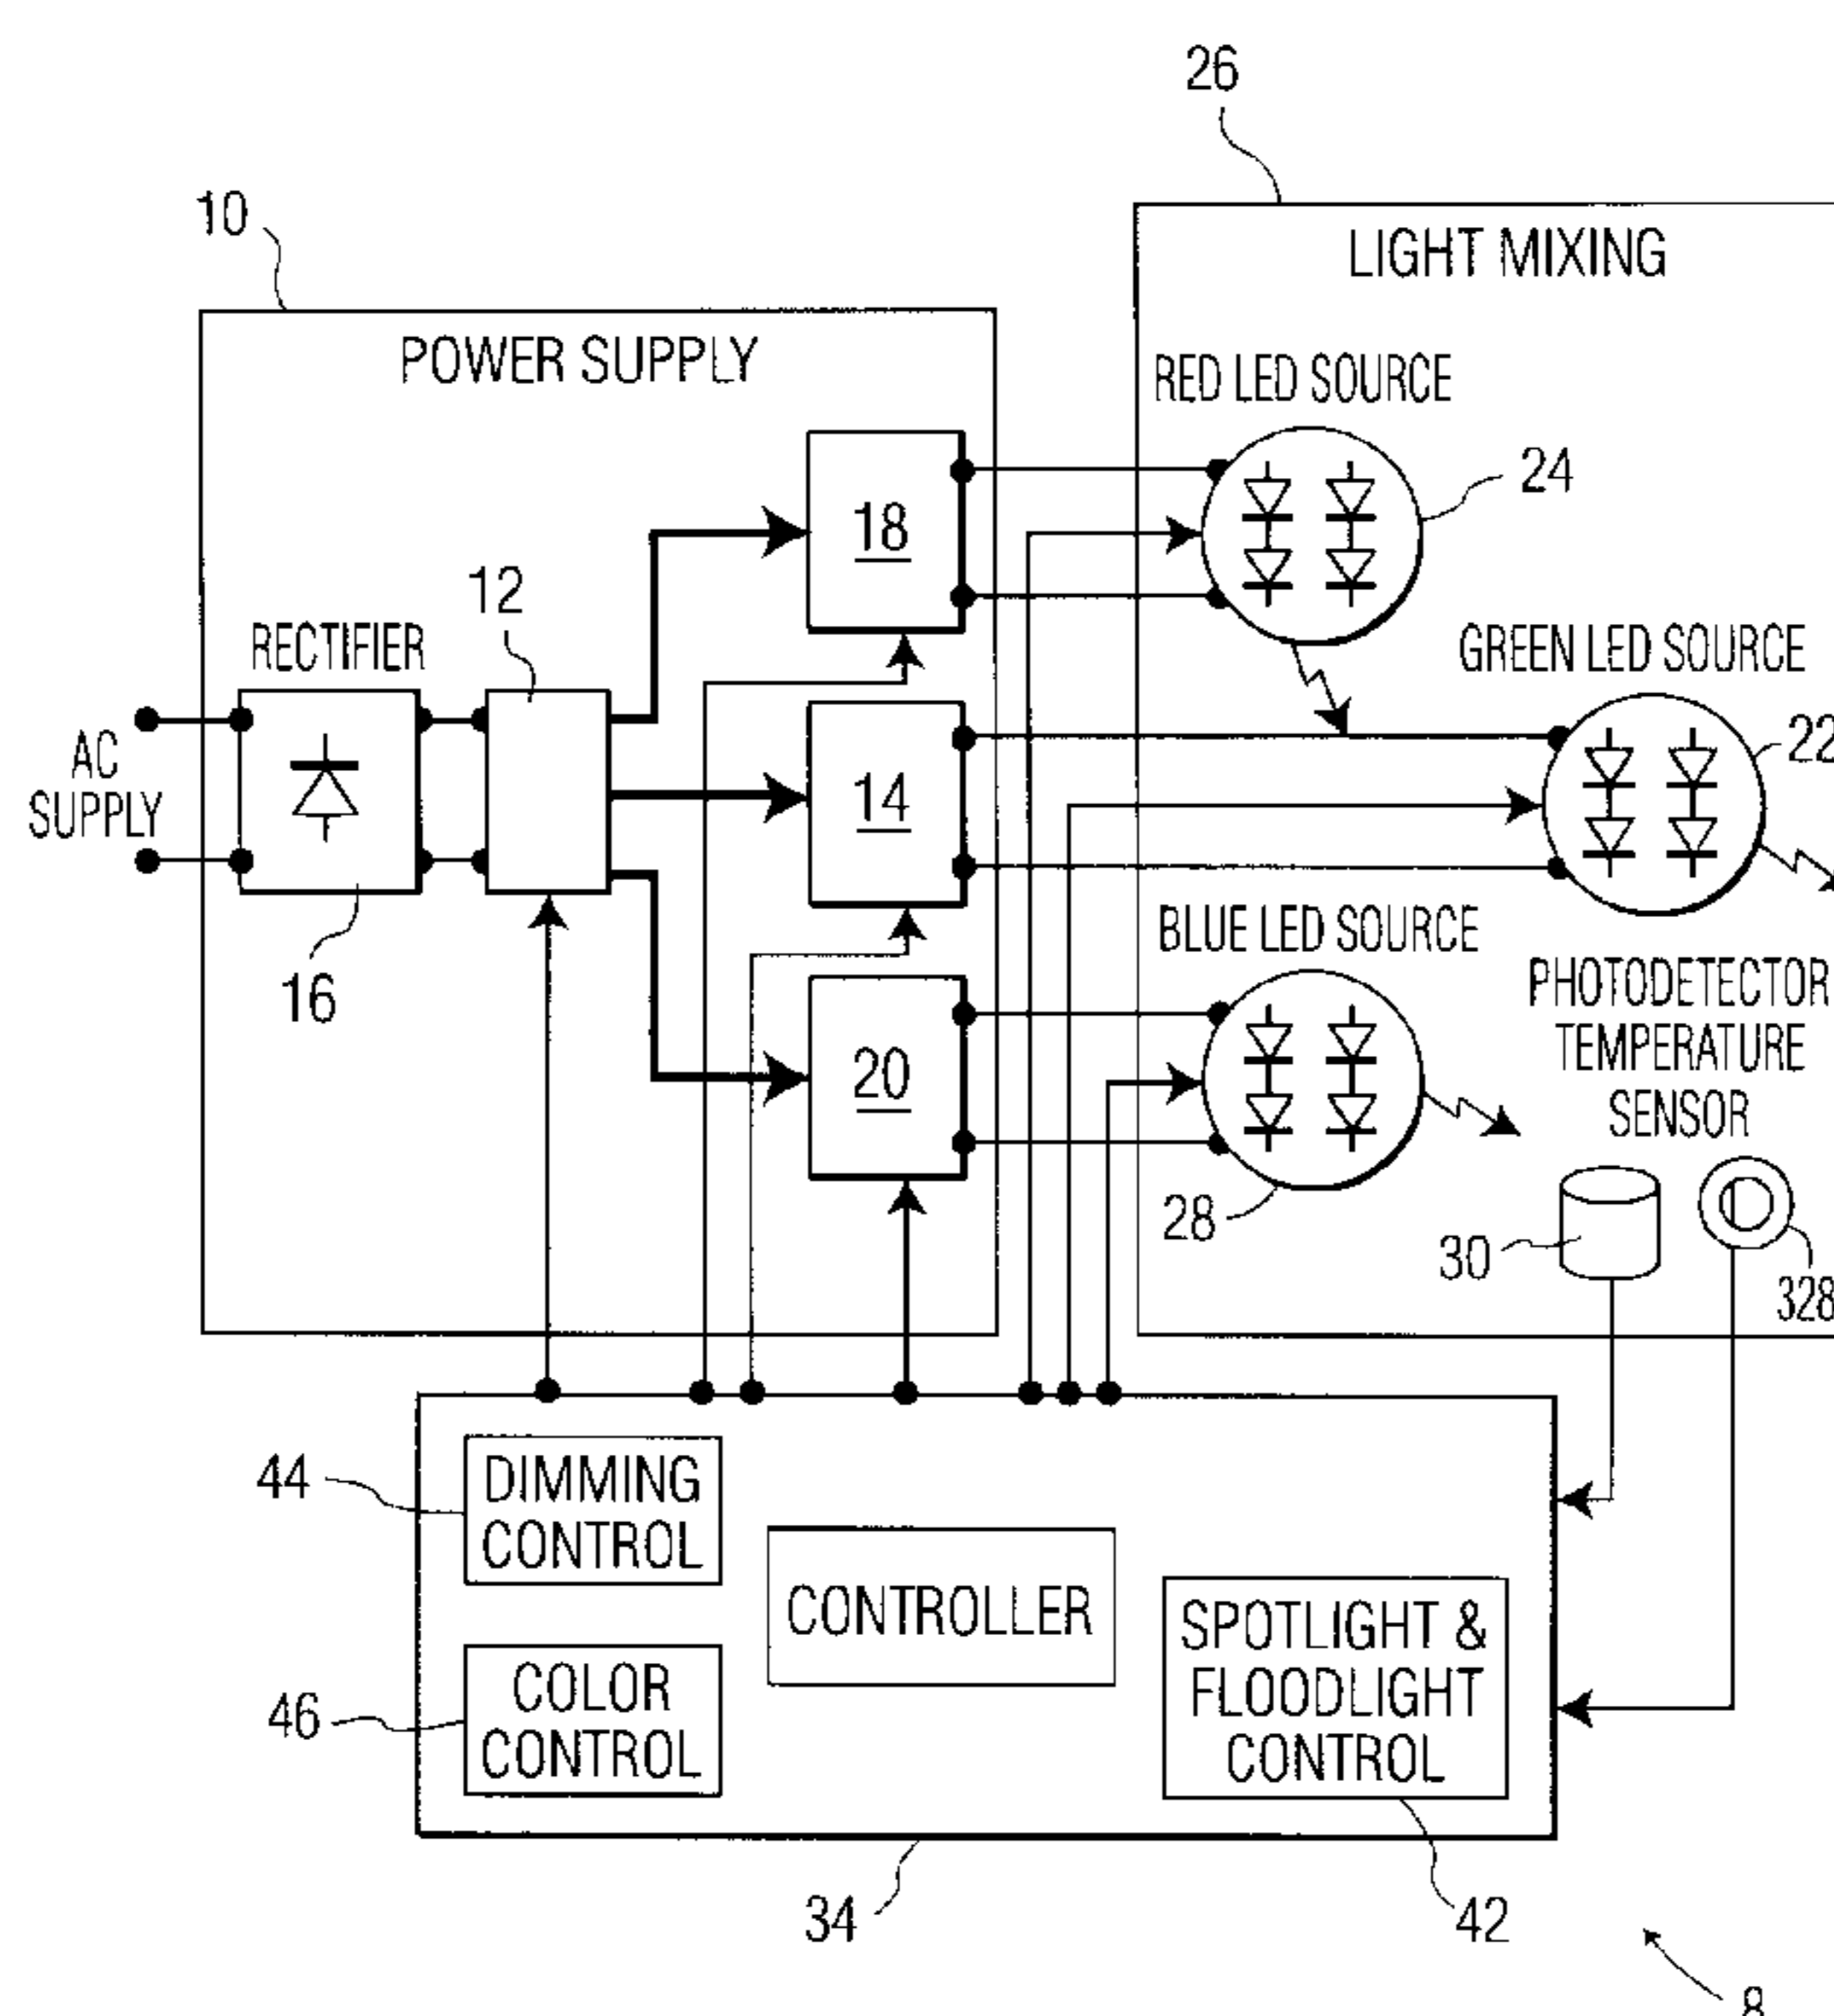 26
10
LIGHT MIXING
POWER SUPPLY
RED LED SOURCE
24
18
12
RECTIFIER
GREEN LED SOURCE
22
AC
SUPPLY
14
16
BLUE LED SOURCE
PHOTODETECTOR
TEMPERATURE
SENSOR
20
28
30
328
44
DIMMING
CONTROL
CONTROLLER
SPOTLIGHT &
FLOODLIGHT
CONTROL
46
COLOR
CONTROL
34
42
8